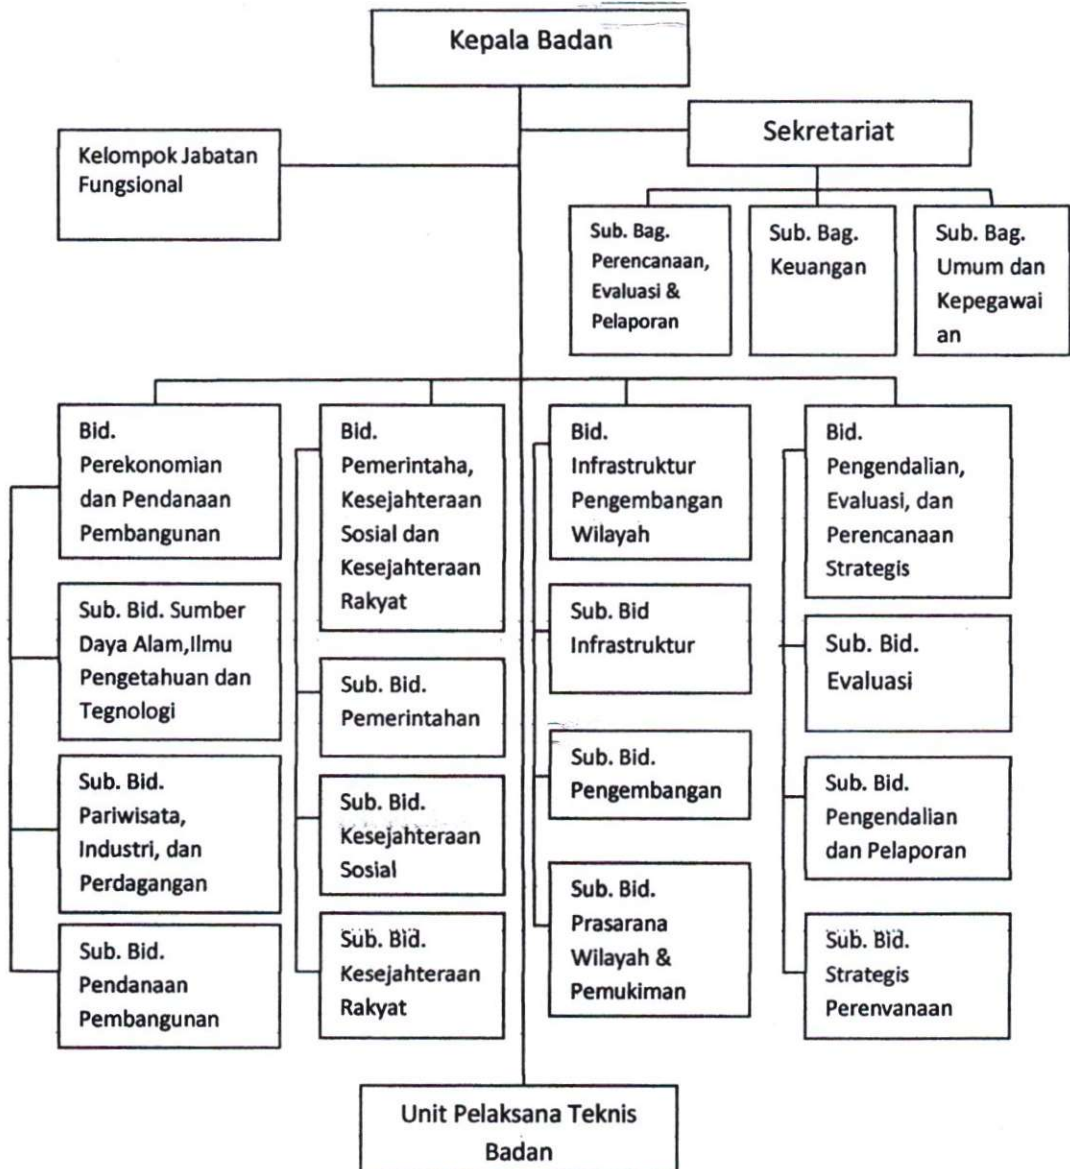 Kepala Badan
Sekretariat
Kelompok Jabatan
Fungsional
Sub. Bag.
Perencanaan,
Evaluasi &
Pelaporan
Sub. Bag.
Keuangan
Sub. Bag.
Umum dan
Kepegawai
an
Bid.
Perekonomian
dan Pendanaan
Pembangunan
Sub. Bid. Sumber
Daya Alam,Ilmu
Pengetahuan dan
Tegnologi
Sub. Bid.
Pariwisata,
Industri, dan
Perdagangan
Sub. Bid.
Pendanaan
Pembangunan
Bid.
Pemerintaha,
Kesejahteraan
Sosial dan
Kesejahteraan
Rakyat
Sub. Bid.
Pemerintahan
Sub. Bid.
Kesejahteraan
Sosial
Sub. Bid.
Kesejahteraan
Rakyat
Bid.
Infrastruktur
Pengembangan
Wilayah
Sub. Bid
Infrastruktur
Sub. Bid.
Pengembangan
Sub. Bid.
Prasarana
Wilayah &
Pemukiman
Bid.
Pengendalian,
Evaluasi, dan
Perencanaan
Strategis
Sub. Bid.
Evaluasi
Sub. Bid.
Pengendalian
dan Pelaporan
Sub. Bid.
Strategis
Perenvanaan
Unit Pelaksana Teknis
Badan